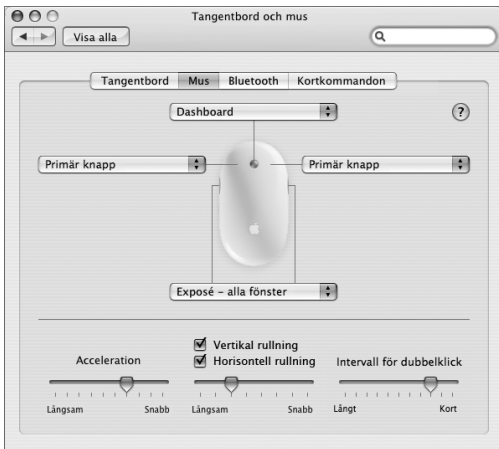 Tangentbord och mus
Visa alla
Tangentbord Mus Bluetooth Kortkommandon
Dashboard
?
Primär knapp Primär knapp
Exposé – alla fönster
Vertikal rullning
Acceleration Horisontell rullning Intervall för dubbelklick
Långsam Snabb Långsam Snabb Långt Kort